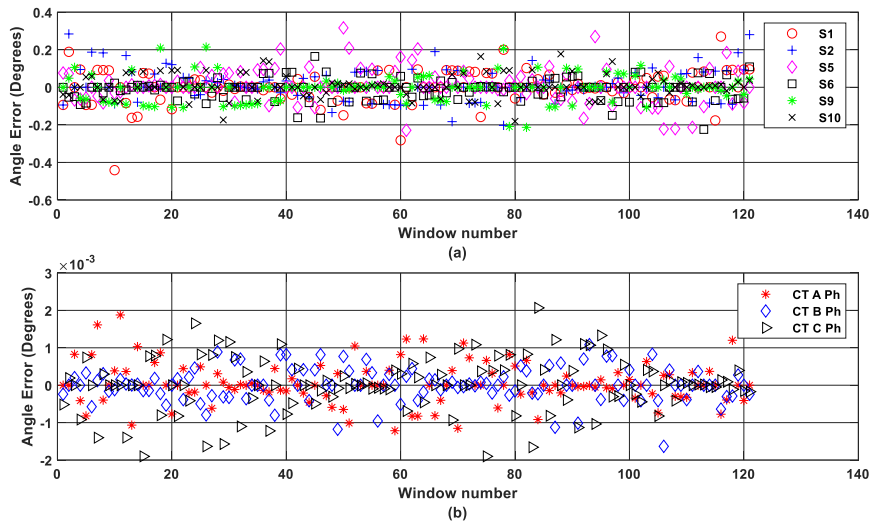 0.4
0.2
0
-0.2
-0.4
-0.6
Angle Error (Degrees)
S1
S2
S5
S6
S9
S10
0 20 40 60 80 100 120 140
Window number
(a)
×10-3
3
2
1
0
-1
-2
Angle Error (Degrees)
CT A Ph
CT B Ph
CT C Ph
0 20 40 60 80 100 120 140
Window number
(b)